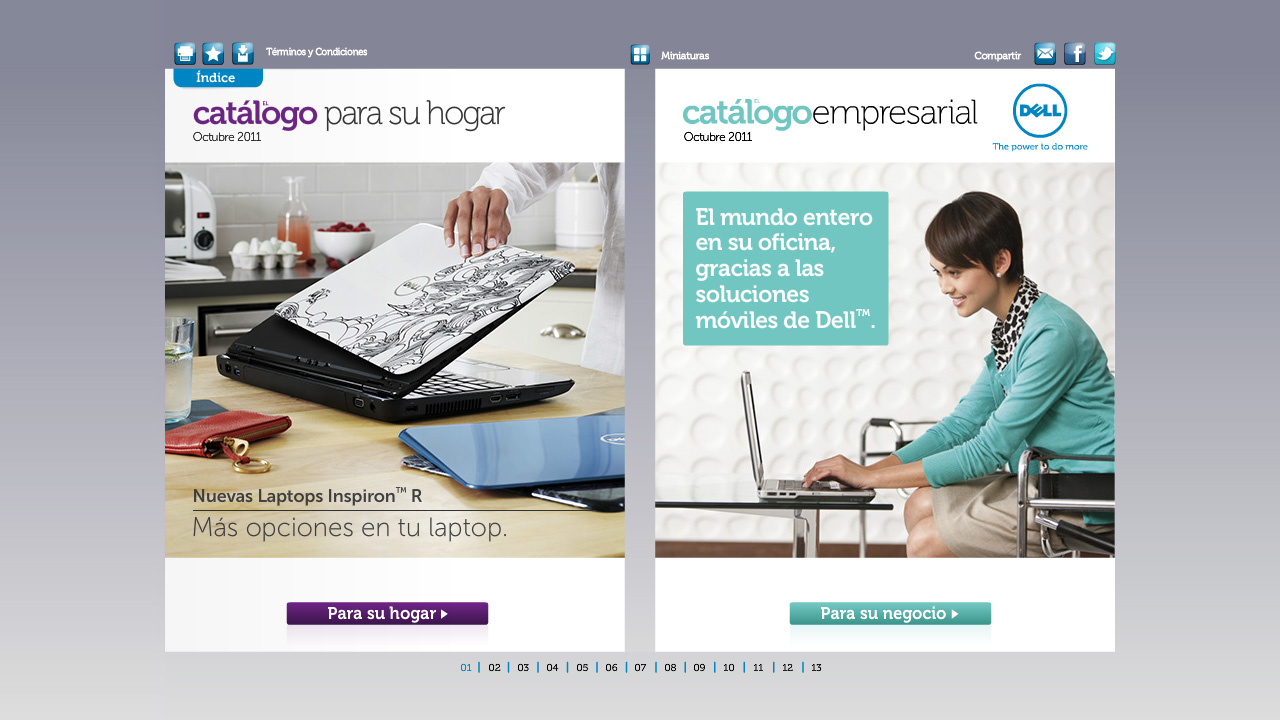 Términos y Condiciones
Miniaturas
Compartir
Índice
EL
catálogo para su hogar
Octubre 2011
EL
catálogo empresarial
Octubre 2011
DELL
The power to do more
El mundo entero
en su oficina,
gracias a las
soluciones
móviles de Dell™.
Nuevas Laptops Inspiron™ R
Más opciones en tu laptop.
Para su hogar
Para su negocio
01 | 02 | 03 | 04 | 05 | 06 | 07 | 08 | 09 | 10 | 11 | 12 | 13